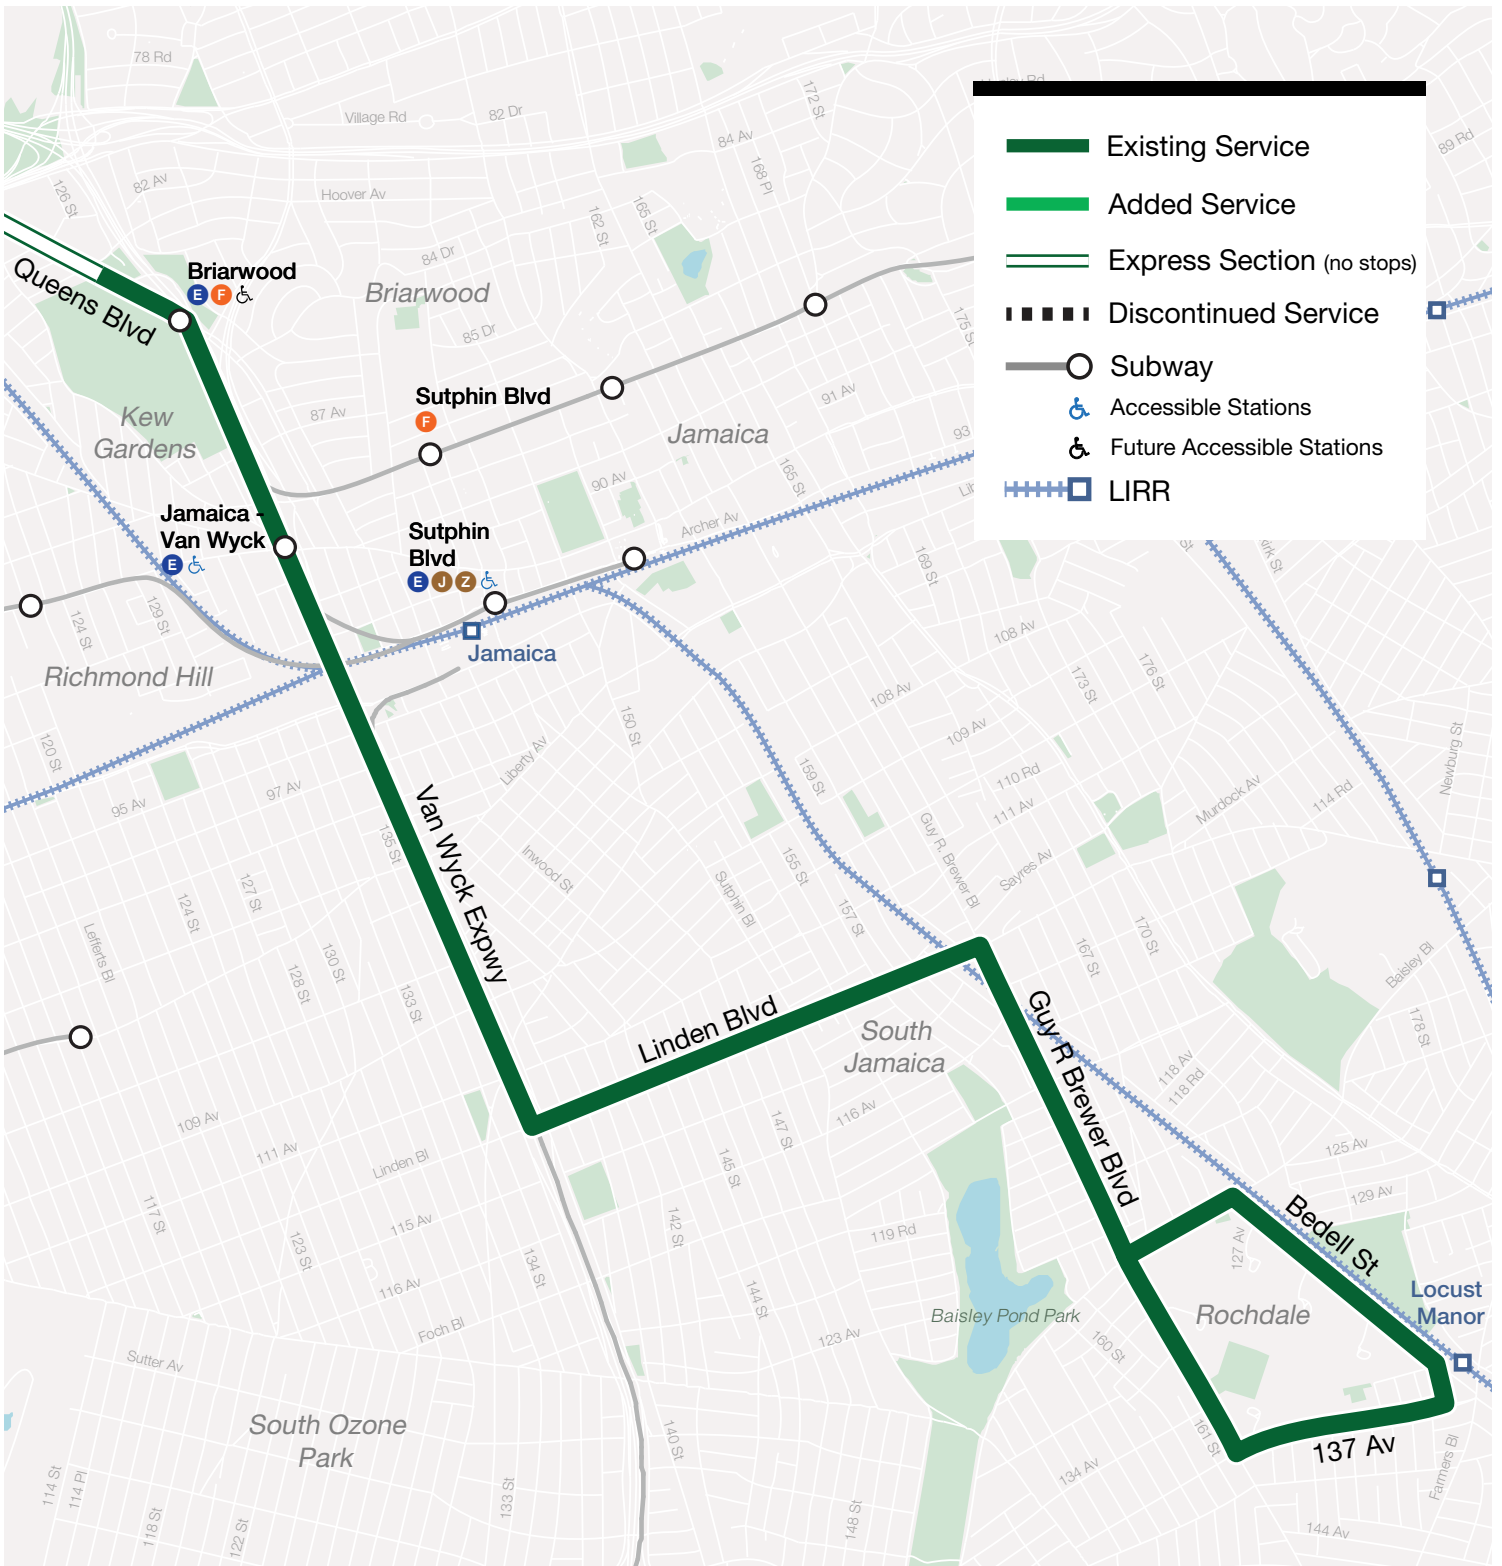 78 Rd
Village Rd
82 Dr
172 St
84 Av
168 Pl
89 Rd
126 St
82 Av
Hoover Av
165 St
162 St
84 Dr
Existing Service
Added Service
Express Section (no stops)
Discontinued Service
Subway
Accessible Stations
Future Accessible Stations
LIRR
Queens Blvd
Briarwood
E F
Briarwood
85 Dr
175 St
Kew
Gardens
87 Av
Sutphin Blvd
F
91 Av
Jamaica
93
165 St
90 Av
Archer Av
Jamaica -
Van Wyck
E
Sutphin
Blvd
E J Z
Jamaica
169 St
124 St
129 St
Richmond Hill
108 Av
173 St
176 St
108 Av
120 St
150 St
109 Av
Newburg St
Liberty Av
159 St
110 Rd
111 Av
Murdock Av
114 Rd
95 Av
97 Av
135 St
Van Wyck Expwy
Inwood St
155 St
Guy R. Brewer Bl
Sayres Av
Sutphin Bl
157 St
127 St
124 St
Lefferts Bl
130 St
128 St
133 St
167 St
170 St
Baisley Bl
178 St
Linden Blvd
South
Jamaica
Guy R Brewer Blvd
118 Av
118 Rd
109 Av
111 Av
Linden Bl
116 Av
147 St
145 St
125 Av
129 Av
117 St
115 Av
123 St
134 St
142 St
119 Rd
127 Av
Bedell St
116 Av
144 St
Baisley Pond Park
Rochdale
Locust
Manor
Foch Bl
123 Av
160 St
Sutter Av
South Ozone
Park
140 St
161 St
137 Av
Farmers Bl
134 Av
114 St
114 Pl
118 St
122 St
133 St
148 St
144 Av